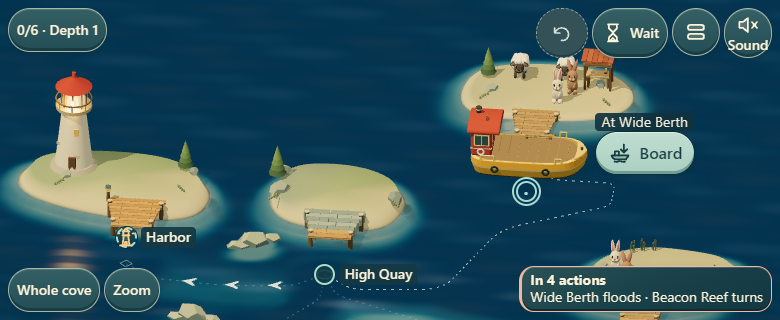 0/6 · Depth 1
Wait
Sound
At Wide Berth
Board
Harbor
High Quay
Whole cove
Zoom
In 4 actions
Wide Berth floods · Beacon Reef turns